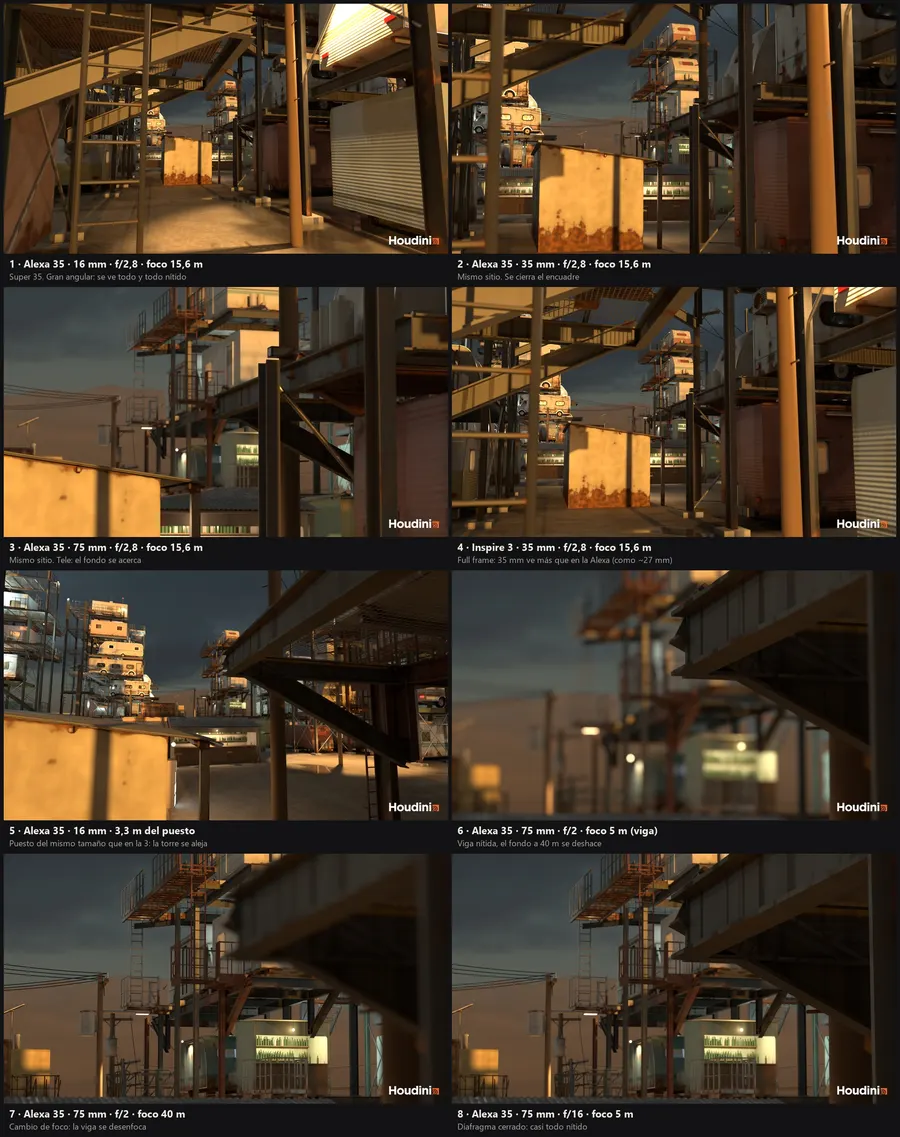 Houdini
Houdini
1 · Alexa 35 · 16 mm · f/2,8 · foco 15,6 m
Super 35. Gran angular: se ve todo y todo nítido
2 · Alexa 35 · 35 mm · f/2,8 · foco 15,6 m
Mismo sitio. Se cierra el encuadre
Houdini
Houdini
3 · Alexa 35 · 75 mm · f/2,8 · foco 15,6 m
Mismo sitio. Tele: el fondo se acerca
4 · Inspire 3 · 35 mm · f/2,8 · foco 15,6 m
Full frame: 35 mm ve más que en la Alexa (como ~27 mm)
Houdini
Houdini
5 · Alexa 35 · 16 mm · 3,3 m del puesto
Puesto del mismo tamaño que en la 3: la torre se aleja
6 · Alexa 35 · 75 mm · f/2 · foco 5 m (viga)
Viga nítida, el fondo a 40 m se deshace
Houdini
Houdini
7 · Alexa 35 · 75 mm · f/2 · foco 40 m
Cambio de foco: la viga se desenfoca
8 · Alexa 35 · 75 mm · f/16 · foco 5 m
Diafragma cerrado: casi todo nítido